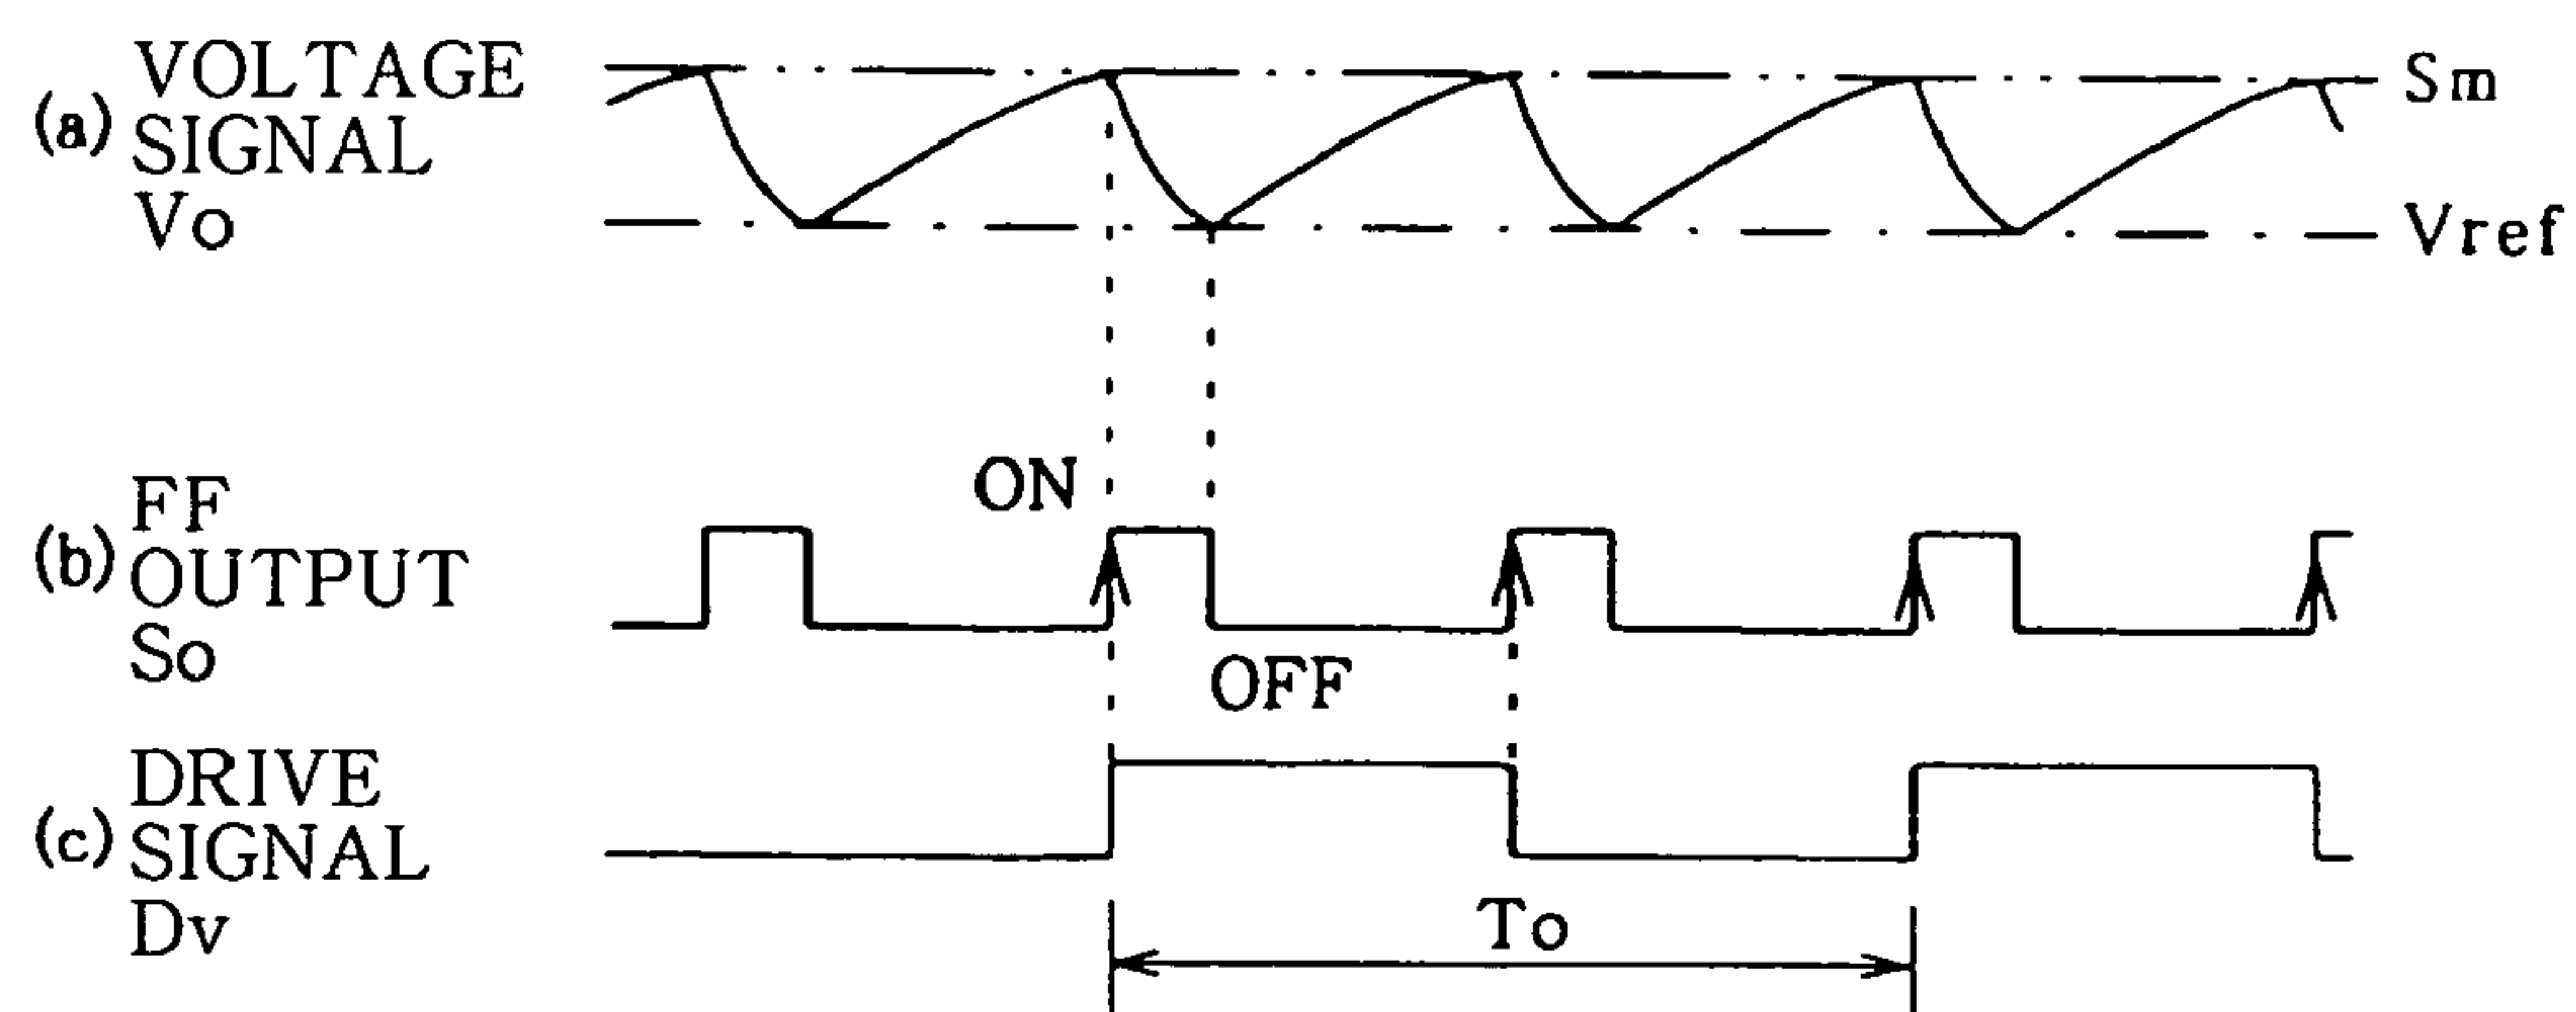 (a) VOLTAGE
SIGNAL
Vo
Sm
Vref
(b) FF
OUTPUT
So
ON
OFF
(c) DRIVE
SIGNAL
Dv
To